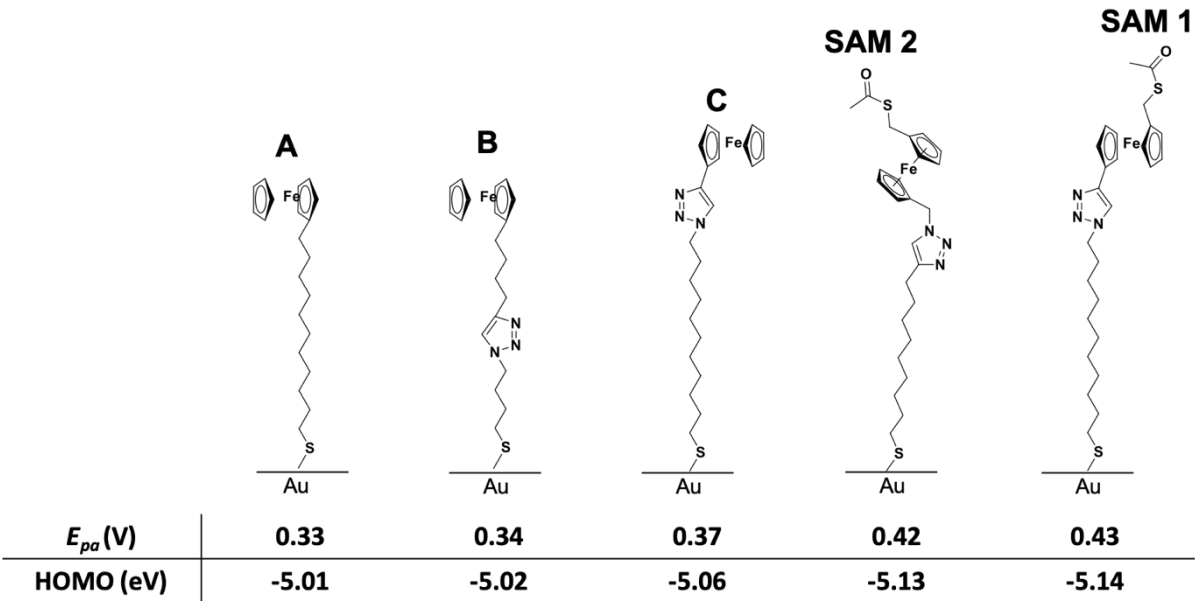 SAM 1
SAM 2
O
O
S
S
C
A
B
Fe
Fe
Fe
Fe
Fe
N
N
N
N
N
N
N
N
N
N
N
N
S
S
S
S
S
Au
Au
Au
Au
Au
Epa (V) 0.33 0.34 0.37 0.42 0.43
HOMO (eV) -5.01 -5.02 -5.06 -5.13 -5.14